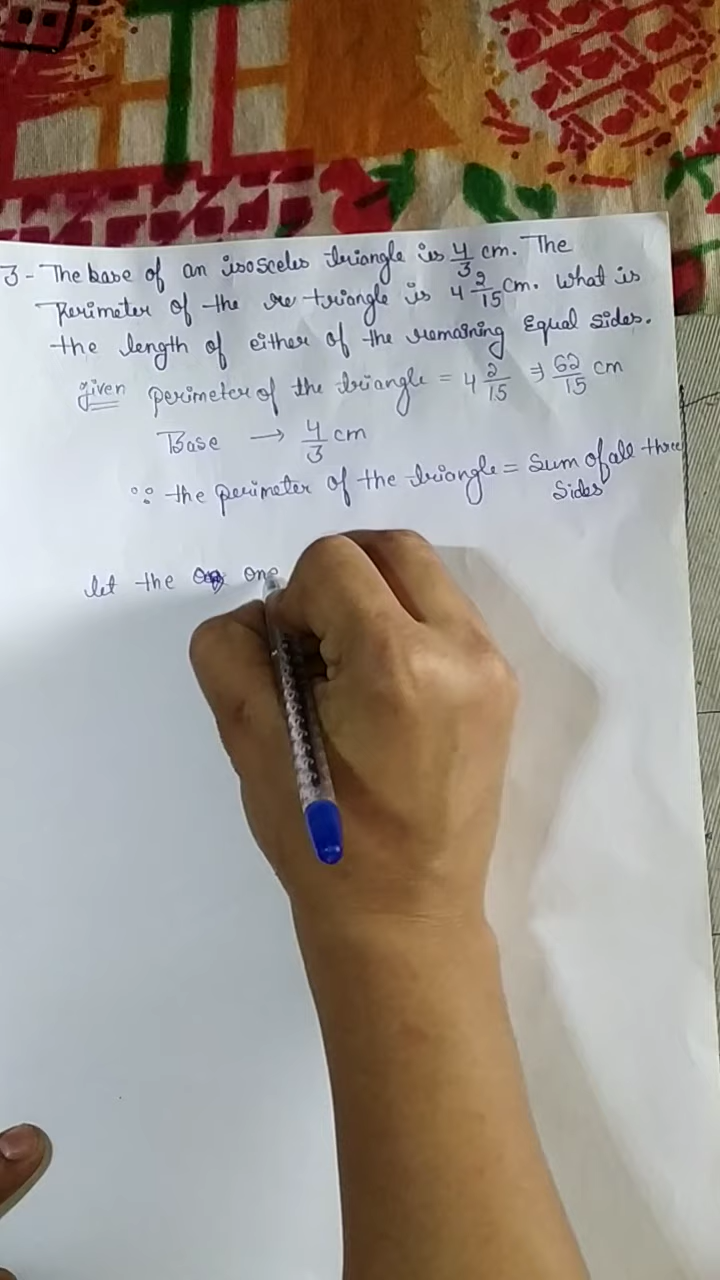 3- The base of an isosceles triangle is 4/3 cm. The
Perimeter of the re triangle is 4 2/15 cm. What is
the length of either of the remaining Equal sides.
given perimeter of the triangle = 4 2/15 ⇒ 62/15 cm
Base → 4/3 cm
∵ the perimeter of the triangle = Sum of all three
Sides
let the one